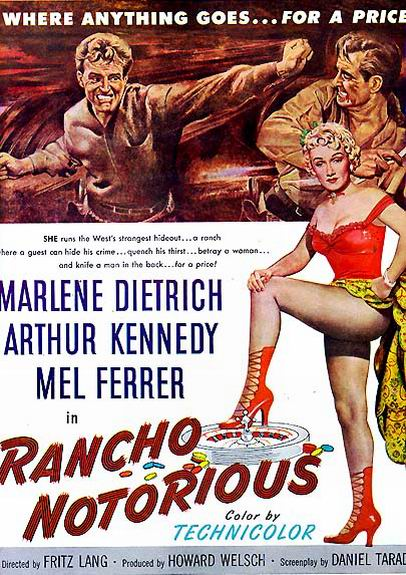 WHERE ANYTHING GOES...FOR A PRICE
SHE runs the West's strangest hideout...a ranch
where a guest can hide his crime...quench his thirst...betray a woman...
and knife a man in the back...for a price!
MARLENE DIETRICH
ARTHUR KENNEDY
MEL FERRER
in
RANCHO
NOTORIOUS
Color by
TECHNICOLOR
Directed by FRITZ LANG · Produced by HOWARD WELSCH · Screenplay by DANIEL TARAD